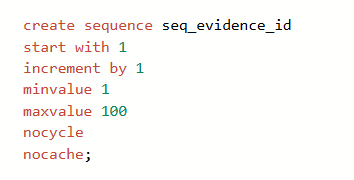 create sequence seq_evidence_id
start with 1
increment by 1
minvalue 1
maxvalue 100
nocycle
nocache;